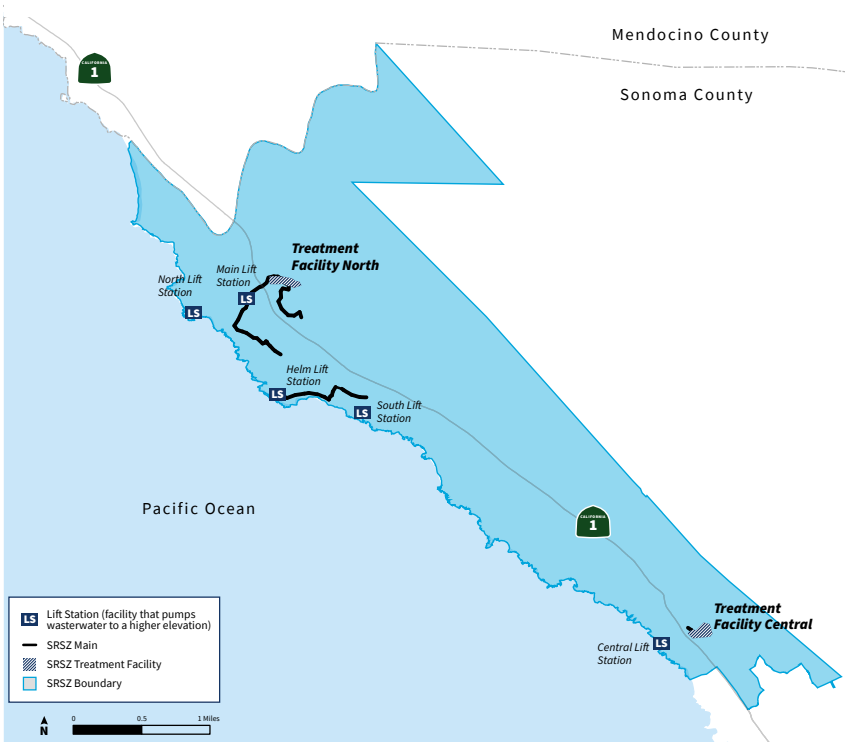 Mendocino County
CALIFORNIA
1
Sonoma County
Treatment
Facility North
Main Lift
Station
North Lift
Station
LS
LS
Helm Lift
Station
LS
South Lift
Station
LS
Pacific Ocean
CALIFORNIA
1
Treatment
Facility Central
Central Lift
Station
LS
LS
Lift Station (facility that pumps
wasterwater to a higher elevation)
SRSZ Main
SRSZ Treatment Facility
SRSZ Boundary
N
0 0.5 1 Miles